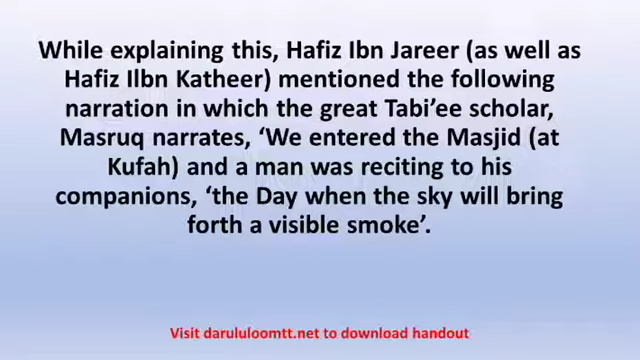 While explaining this, Hafiz Ibn Jareer (as well as
Hafiz Ilbn Katheer) mentioned the following
narration in which the great Tabi’ee scholar,
Masruq narrates, ‘We entered the Masjid (at
Kufah) and a man was reciting to his
companions, ‘the Day when the sky will bring
forth a visible smoke’.
Visit darululoomtt.net to download handout